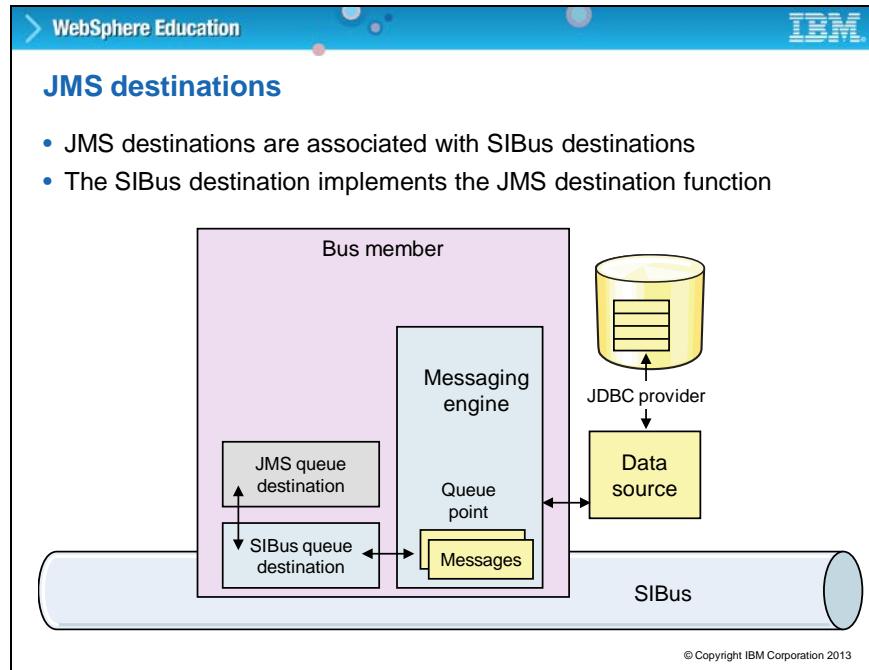 WebSphere Education
IBM
JMS destinations
• JMS destinations are associated with SIBus destinations
• The SIBus destination implements the JMS destination function
Bus member
Messaging
engine
JDBC provider
Data
source
JMS queue
destination
Queue
point
SIBus queue
destination
Messages
SIBus
© Copyright IBM Corporation 2013